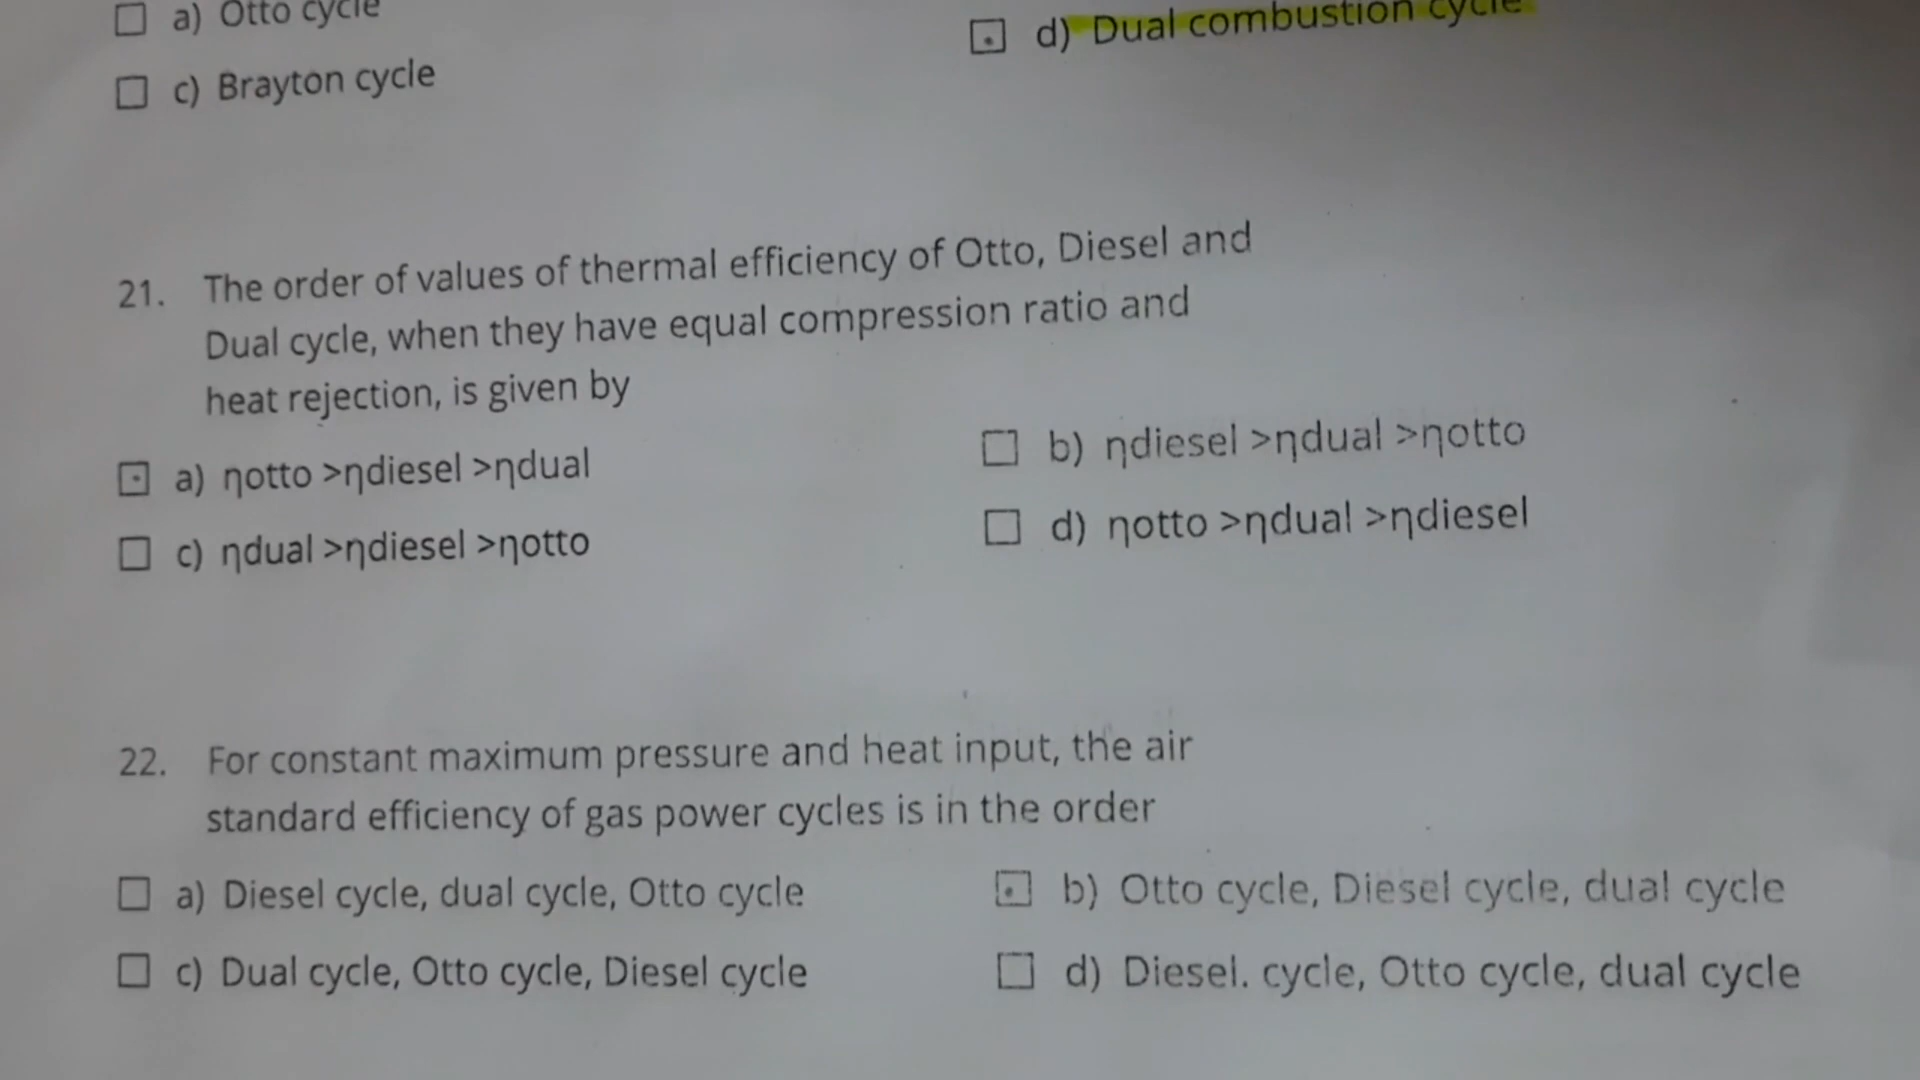 ☐ a) Otto cycle
⊡ d) Dual combustion cycle
☐ c) Brayton cycle
21. The order of values of thermal efficiency of Otto, Diesel and
Dual cycle, when they have equal compression ratio and
heat rejection, is given by
⊡ a) ηotto >ηdiesel >ηdual
☐ b) ηdiesel >ηdual >ηotto
☐ c) ηdual >ηdiesel >ηotto
☐ d) ηotto >ηdual >ηdiesel
22. For constant maximum pressure and heat input, the air
standard efficiency of gas power cycles is in the order
☐ a) Diesel cycle, dual cycle, Otto cycle
⊡ b) Otto cycle, Diesel cycle, dual cycle
☐ c) Dual cycle, Otto cycle, Diesel cycle
☐ d) Diesel. cycle, Otto cycle, dual cycle